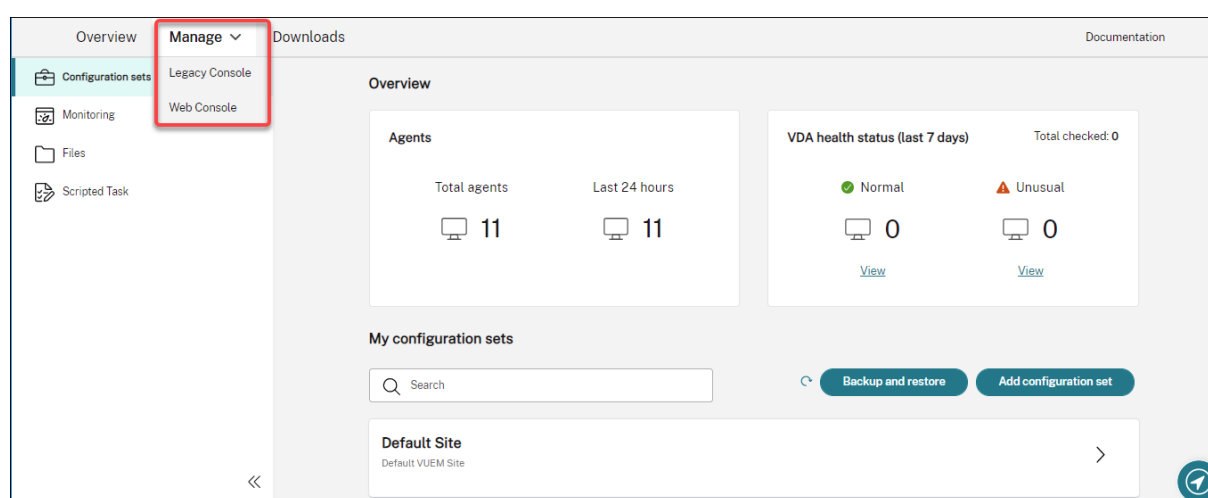 Overview Manage Downloads Documentation
Configuration sets
Monitoring
Files
Scripted Task
Legacy Console
Web Console
Overview
Agents
Total agents Last 24 hours
11 11
VDA health status (last 7 days) Total checked: 0
Normal Unusual
0 0
View View
My configuration sets
Search
Backup and restore Add configuration set
Default Site
Default VUEM Site